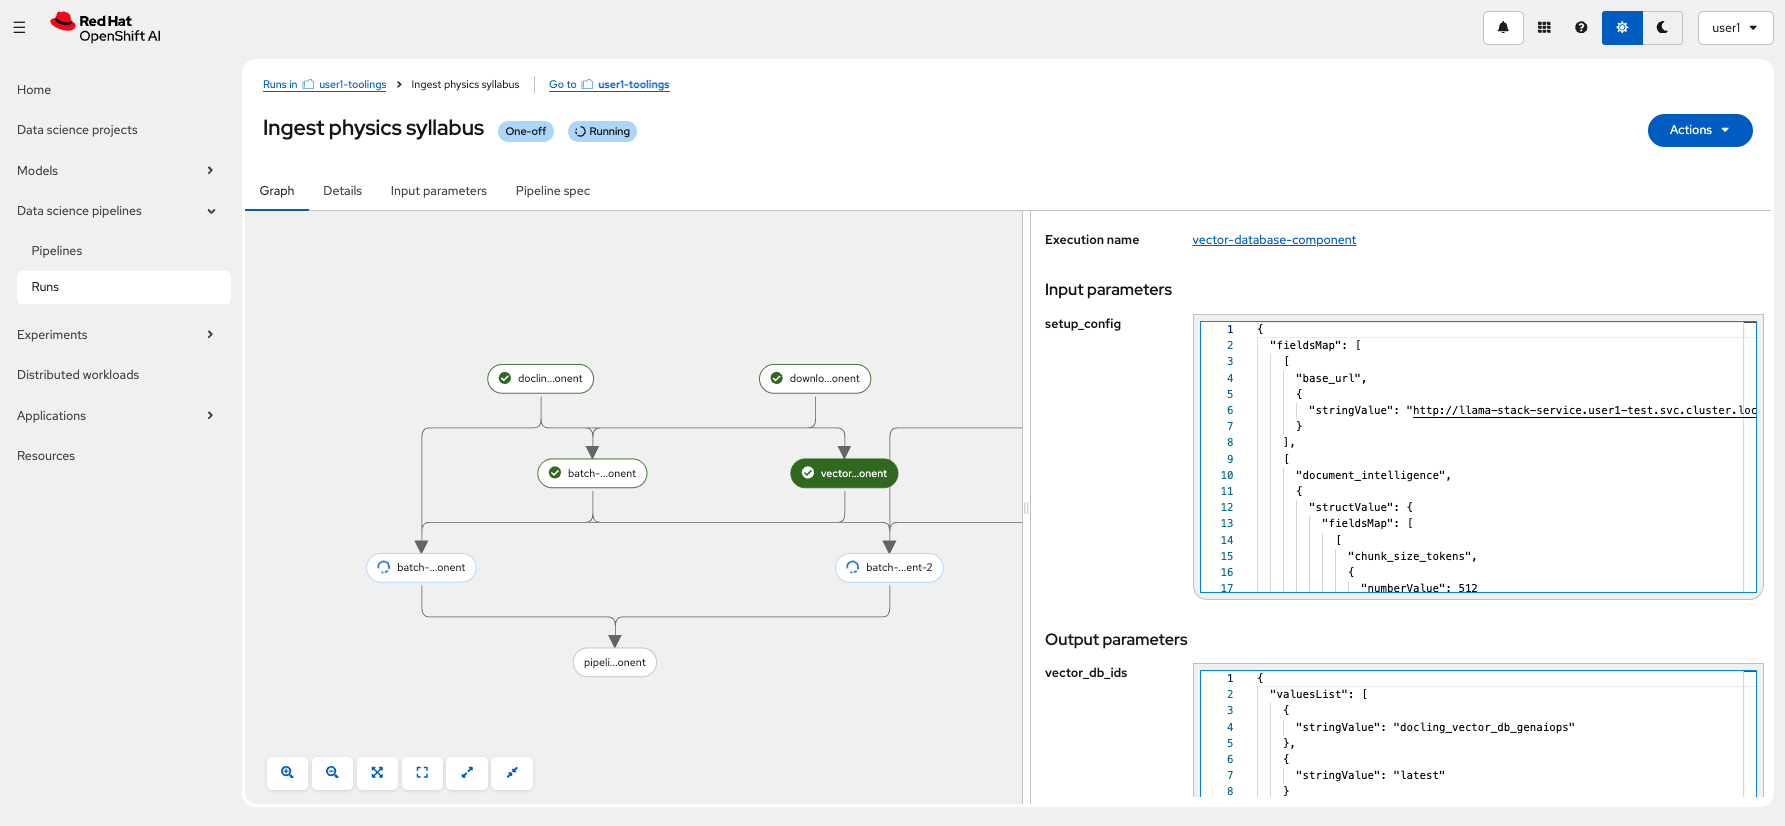 Red Hat
OpenShift AI
user1
Home
Data science projects
Models
Data science pipelines
Pipelines
Runs
Experiments
Distributed workloads
Applications
Resources
Runs in user1-toolings > Ingest physics syllabus | Go to user1-toolings
Ingest physics syllabus One-off Running
Actions
Graph Details Input parameters Pipeline spec
doclin...onent
downlo...onent
batch-...onent
vector...onent
batch-...onent
batch-...ent-2
pipeli...onent
Execution name vector-database-component
Input parameters
setup_config
1 {
2 "fieldsMap": [
3 [
4 "base_url",
5 {
6 "stringValue": "http://llama-stack-service.user1-test.svc.cluster.loc
7 }
8 ],
9 [
10 "document_intelligence",
11 {
12 "structValue": {
13 "fieldsMap": [
14 [
15 "chunk_size_tokens",
16 {
17 "numberValue": 512
Output parameters
vector_db_ids
1 {
2 "valuesList": [
3 {
4 "stringValue": "docling_vector_db_genaiops"
5 },
6 {
7 "stringValue": "latest"
8 }